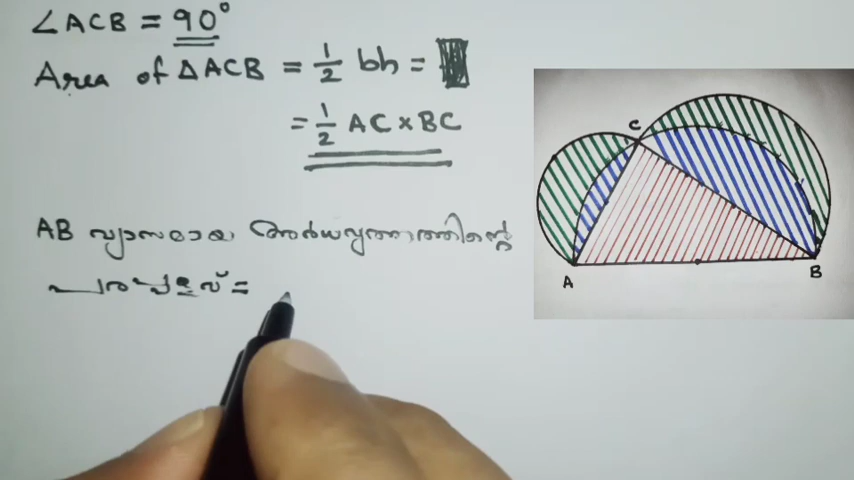 ∠ACB = 90°
Area of ΔACB = 1/2 bh =
= 1/2 AC × BC
AB വ്യാസമായ അർധവൃത്തത്തിന്റെ
പരപ്പളവ് =
C
A
B